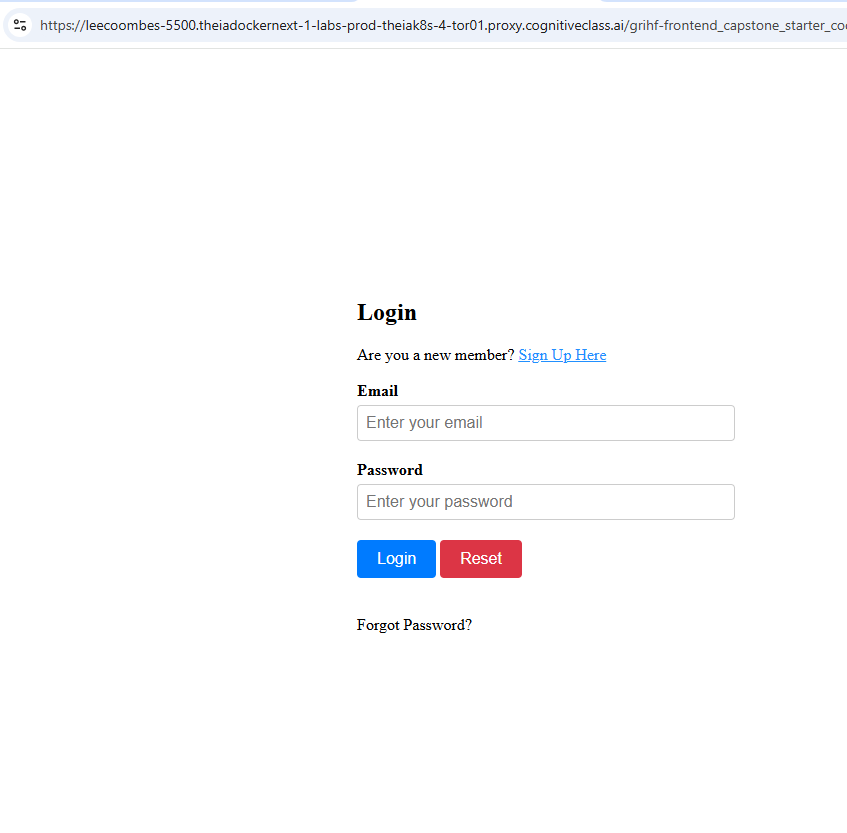 https://leecoombes-5500.theiadockernext-1-labs-prod-theiak8s-4-tor01.proxy.cognitiveclass.ai/grihf-frontend_capstone_starter_co
Login
Are you a new member? Sign Up Here
Email
Enter your email
Password
Enter your password
Login Reset
Forgot Password?